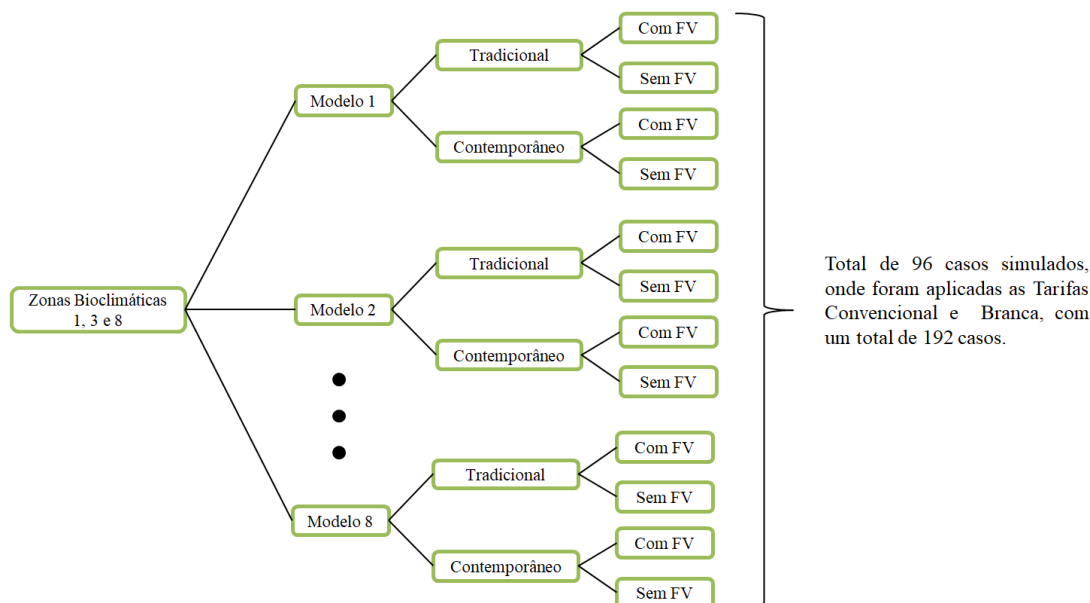 Zonas Bioclimáticas
1, 3 e 8
Modelo 1
Tradicional
Com FV
Sem FV
Contemporâneo
Com FV
Sem FV
Modelo 2
Tradicional
Com FV
Sem FV
Contemporâneo
Com FV
Sem FV
Modelo 8
Tradicional
Com FV
Sem FV
Contemporâneo
Com FV
Sem FV
Total de 96 casos simulados,
onde foram aplicadas as Tarifas
Convencional e Branca, com
um total de 192 casos.